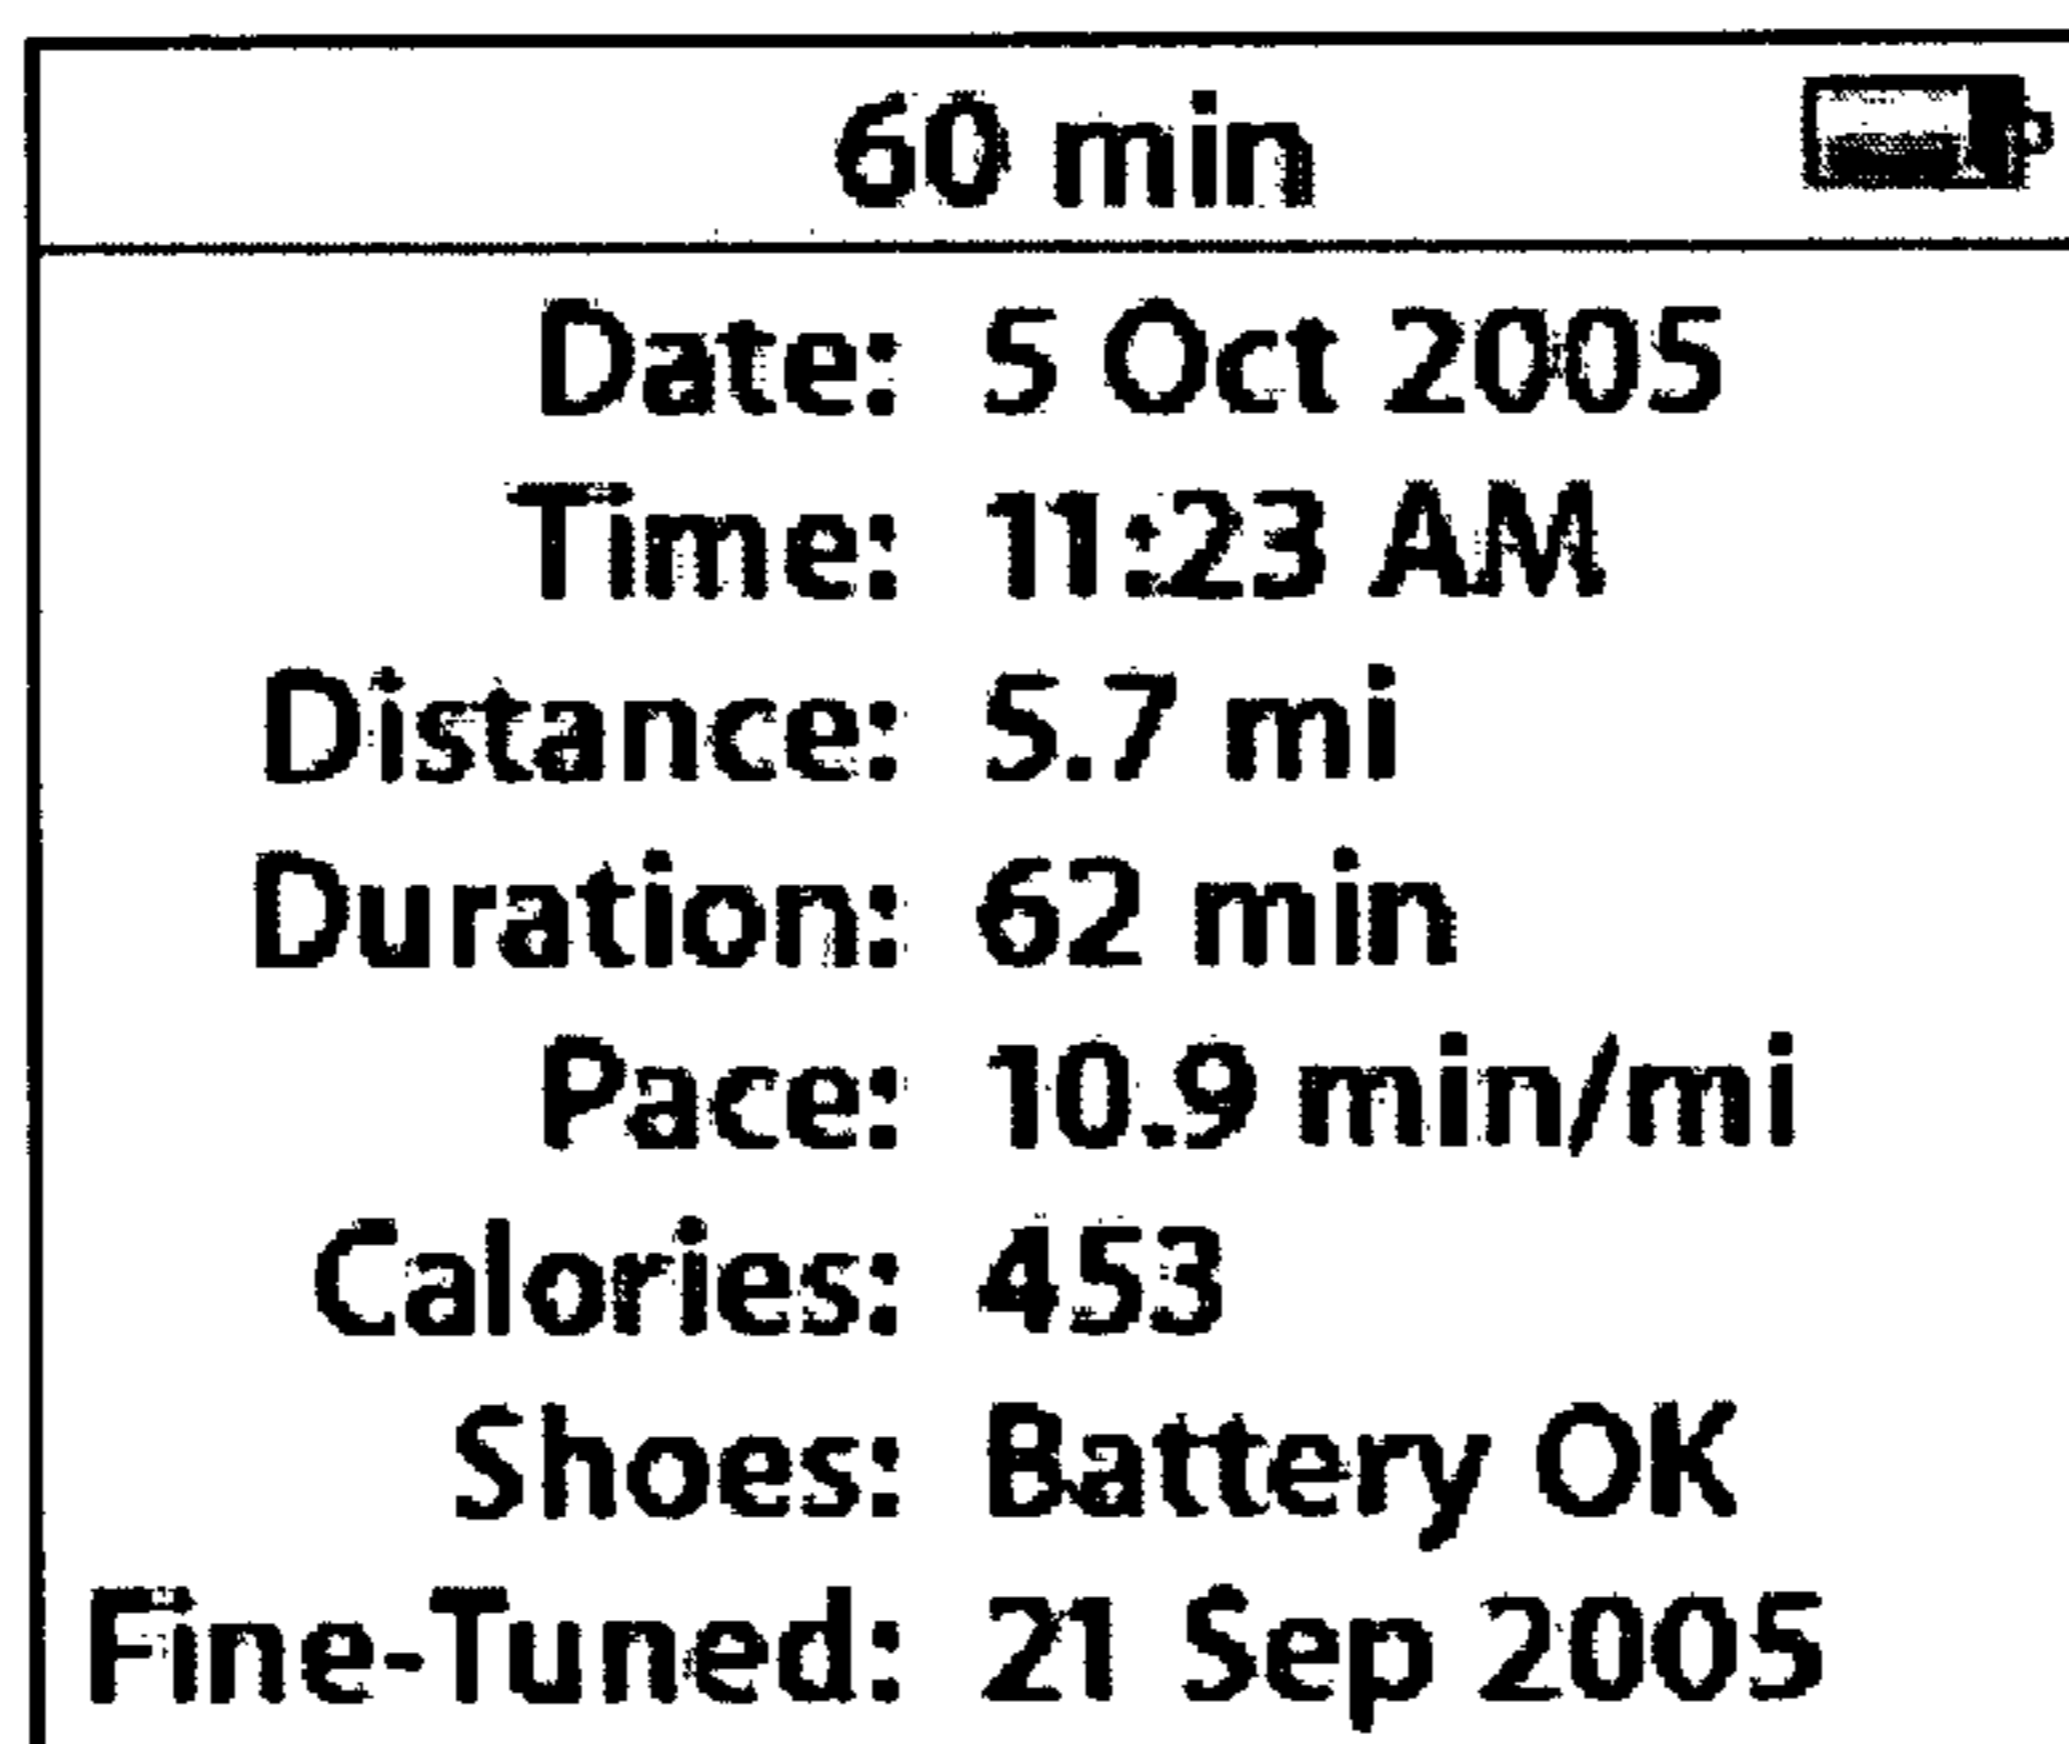 60 min
Date: 5 Oct 2005
Time: 11:23 AM
Distance: 5.7 mi
Duration: 62 min
Pace: 10.9 min/mi
Calories: 453
Shoes: Battery OK
Fine-Tuned: 21 Sep 2005